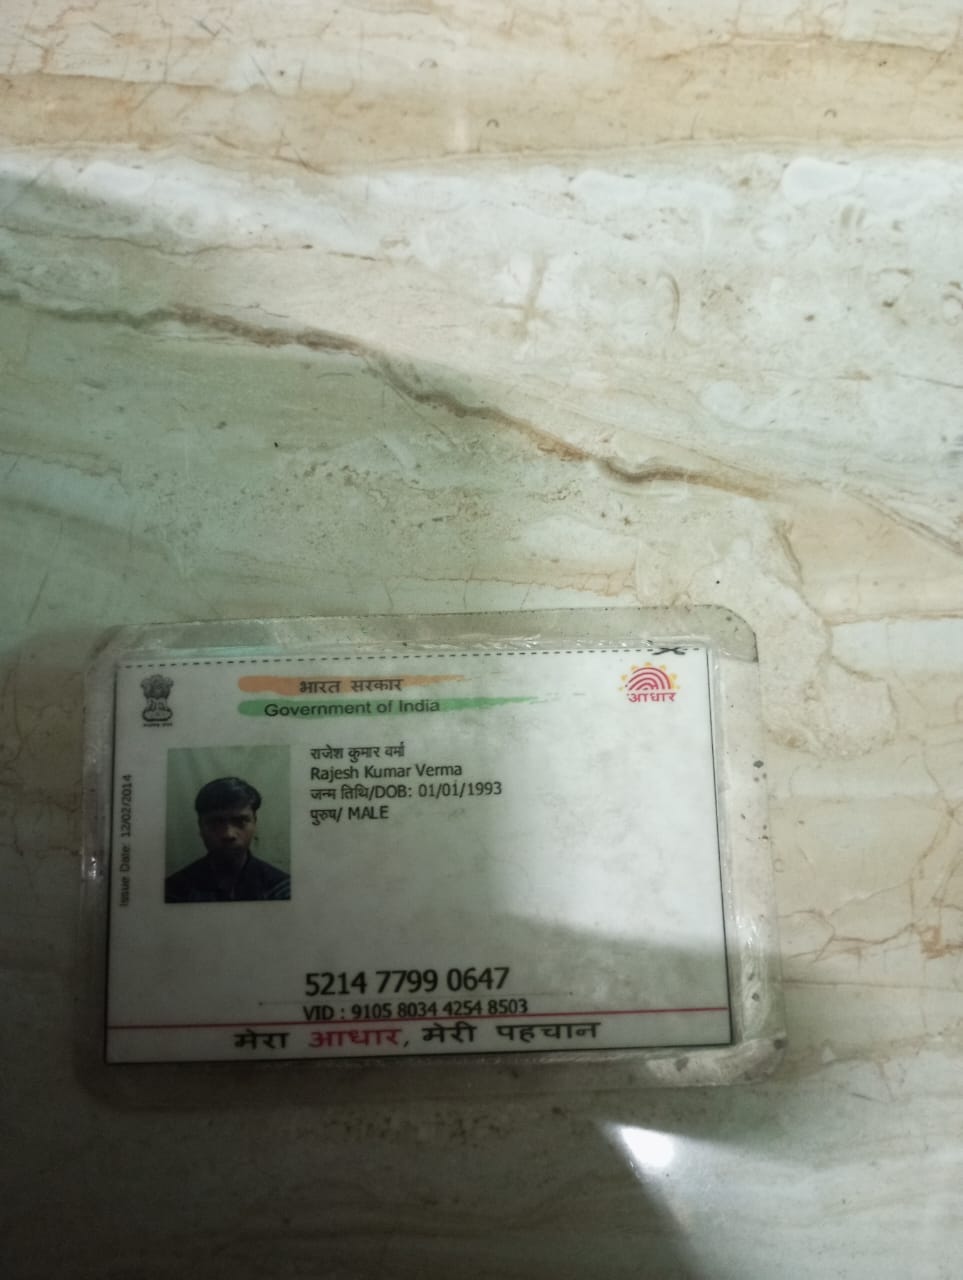 भारत सरकार
Government of India
आधार
Issue Date: 12/02/2014
राजेश कुमार वर्मा
Rajesh Kumar Verma
जन्म तिथि/DOB: 01/01/1993
पुरुष/ MALE
5214 7799 0647
VID : 9105 8034 4254 8503
मेरा आधार, मेरी पहचान